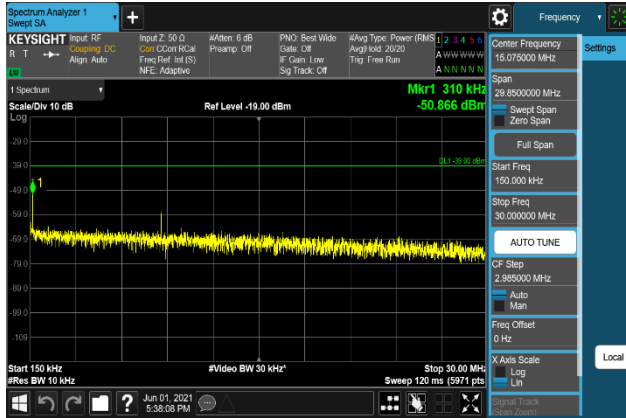 Spectrum Analyzer 1
Swept SA
+
Frequency
KEYSIGHT
R T
LXI
Input: RF
Coupling: DC
Align: Auto
Input Z: 50 Ω
Corr CCorr RCal
Freq Ref: Int (S)
NFE: Adaptive
#Atten: 6 dB
Preamp: Off
PNO: Best Wide
Gate: Off
IF Gain: Low
Sig Track: Off
#Avg Type: Power (RMS
Avg|Hold: 20/20
Trig: Free Run
1 2 3 4 5 6
A W W W W W
A N N N N N
1 Spectrum
Mkr1 310 kHz
Scale/Div 10 dB
Ref Level -19.00 dBm
-50.866 dBm
Log
-29.0
DL1 -39.00 dBm
-39.0
1
-49.0
-59.0
-69.0
-79.0
-89.0
-99.0
-109
Start 150 kHz
#Video BW 30 kHz*
Stop 30.00 MHz
#Res BW 10 kHz
Sweep 120 ms (5971 pts
Center Frequency
15.075000 MHz
Settings
Span
29.8500000 MHz
Swept Span
Zero Span
Full Span
Start Freq
150.000 kHz
Stop Freq
30.000000 MHz
AUTO TUNE
CF Step
2.985000 MHz
Auto
Man
Freq Offset
0 Hz
X Axis Scale
Log
Lin
Local
Signal Track
(Span Zoom)
?
Jun 01, 2021
5:38:08 PM